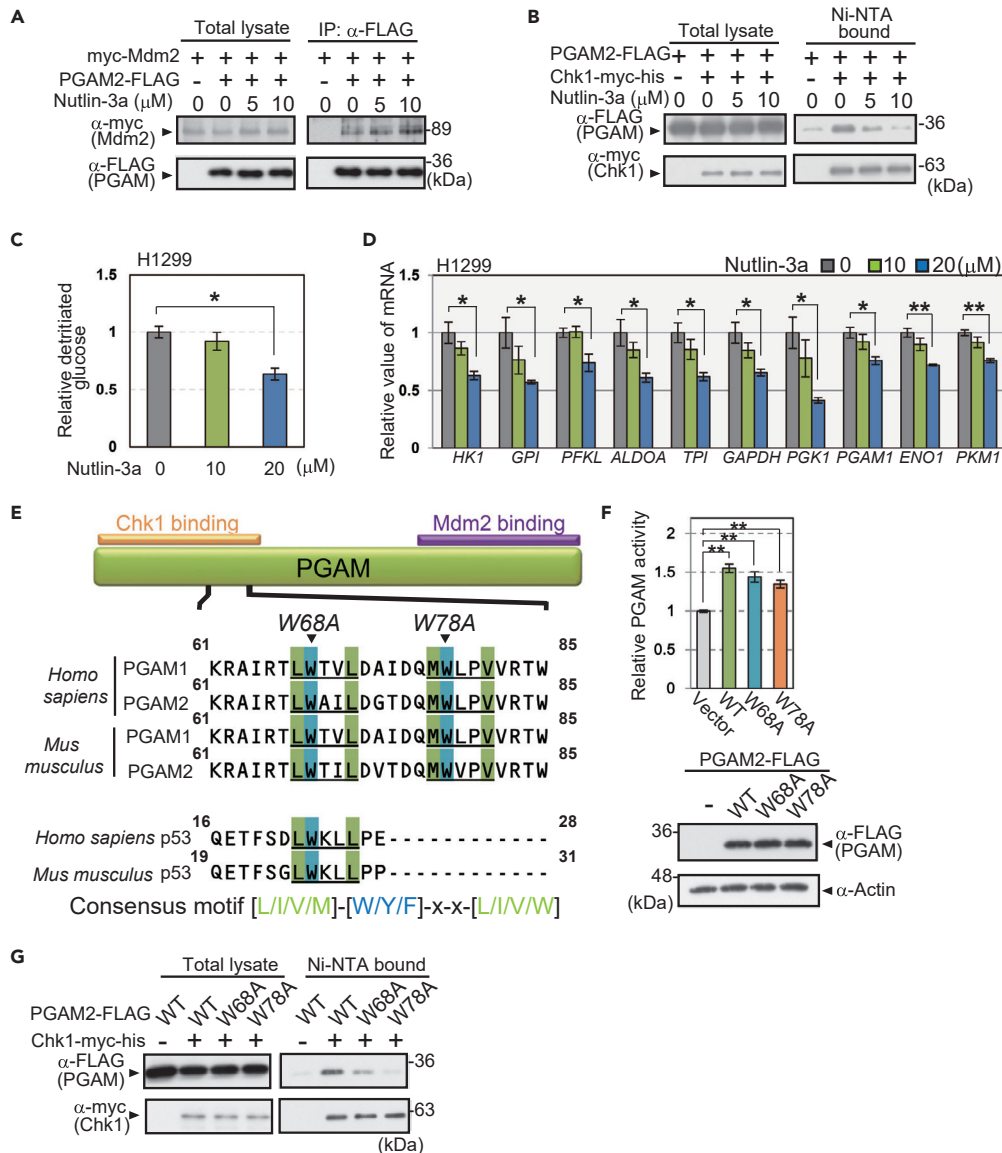 A
Total lysate IP: α-FLAG
myc-Mdm2 + + + + + + + +
PGAM2-FLAG - + + + - + + +
Nutlin-3a (μM) 0 0 5 10 0 0 5 10
α-myc
(Mdm2)
-89
α-FLAG
(PGAM)
-36
(kDa)
B
Total lysate Ni-NTA
bound
PGAM2-FLAG + + + + + + + +
Chk1-myc-his - + + + - + + +
Nutlin-3a (μM) 0 0 5 10 0 0 5 10
α-FLAG
(PGAM)
-36
α-myc
(Chk1)
-63
(kDa)
C
H1299
Relative detritiated
glucose
1.5
1
0.5
0
*
Nutlin-3a 0 10 20 (μM)
D
H1299 Nutlin-3a 0 10 20(μM)
Relative value of mRNA
1.5
1
0.5
0
* * * * * * * * ** **
HK1 GPI PFKL ALDOA TPI GAPDH PGK1 PGAM1 ENO1 PKM1
E
Chk1 binding Mdm2 binding
PGAM
W68A W78A
61 85
Homo
sapiens
PGAM1 KRAIRTLWTVLDAIDQMWLPVVRTW
61 85
PGAM2 KRAIRTLWAILDGTDQMWLPVVRTW
Mus
musculus
61 85
PGAM1 KRAIRTLWTVLDAIDQMWLPVVRTW
61 85
PGAM2 KRAIRTLWTILDVTDQMWVPVVRTW
16 28
Homo sapiens p53 QETFSDLWKLLPE------------
19 31
Mus musculus p53 QETFSGLWKLLPP------------
Consensus motif [L/I/V/M]-[W/Y/F]-x-x-[L/I/V/W]
F
Relative PGAM activity
2
1.5
1
0.5
0
**
**
**
Vector WT W68A W78A
PGAM2-FLAG
- WT W68A W78A
36
α-FLAG
(PGAM)
48
α-Actin
(kDa)
G
Total lysate Ni-NTA bound
PGAM2-FLAG WT WT W68A W78A WT WT W68A W78A
Chk1-myc-his - + + + - + + +
α-FLAG
(PGAM)
-36
α-myc
(Chk1)
-63
(kDa)